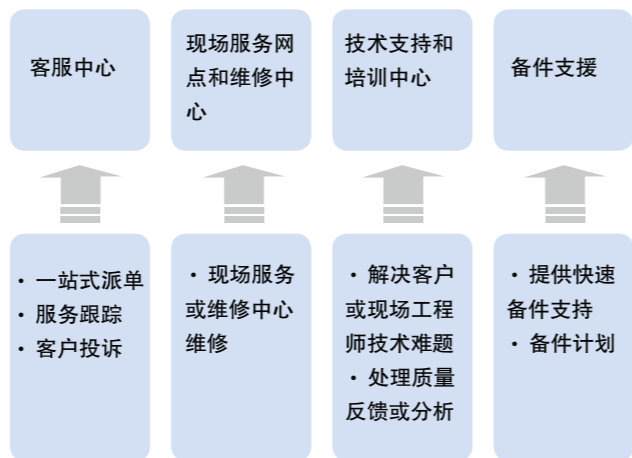 客服中心
现场服务网
点和维修中
心
技术支持和
培训中心
备件支援
• 一站式派单
• 服务跟踪
• 客户投诉
• 现场服务
或维修中心
维修
• 解决客户
或现场工程
师技术难题
• 处理质量
反馈或分析
• 提供快速
备件支持
• 备件计划